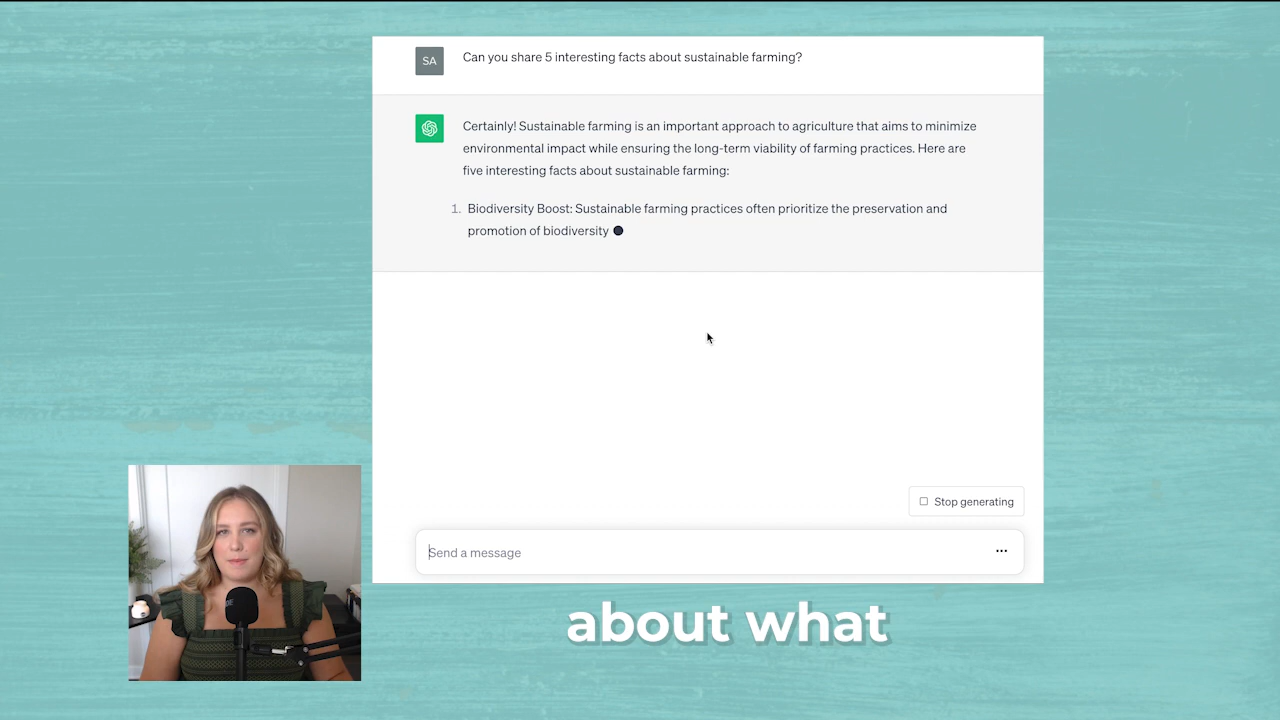 SA
Can you share 5 interesting facts about sustainable farming?
Certainly! Sustainable farming is an important approach to agriculture that aims to minimize
environmental impact while ensuring the long-term viability of farming practices. Here are
five interesting facts about sustainable farming:
1. Biodiversity Boost: Sustainable farming practices often prioritize the preservation and
promotion of biodiversity
Stop generating
Send a message
about what